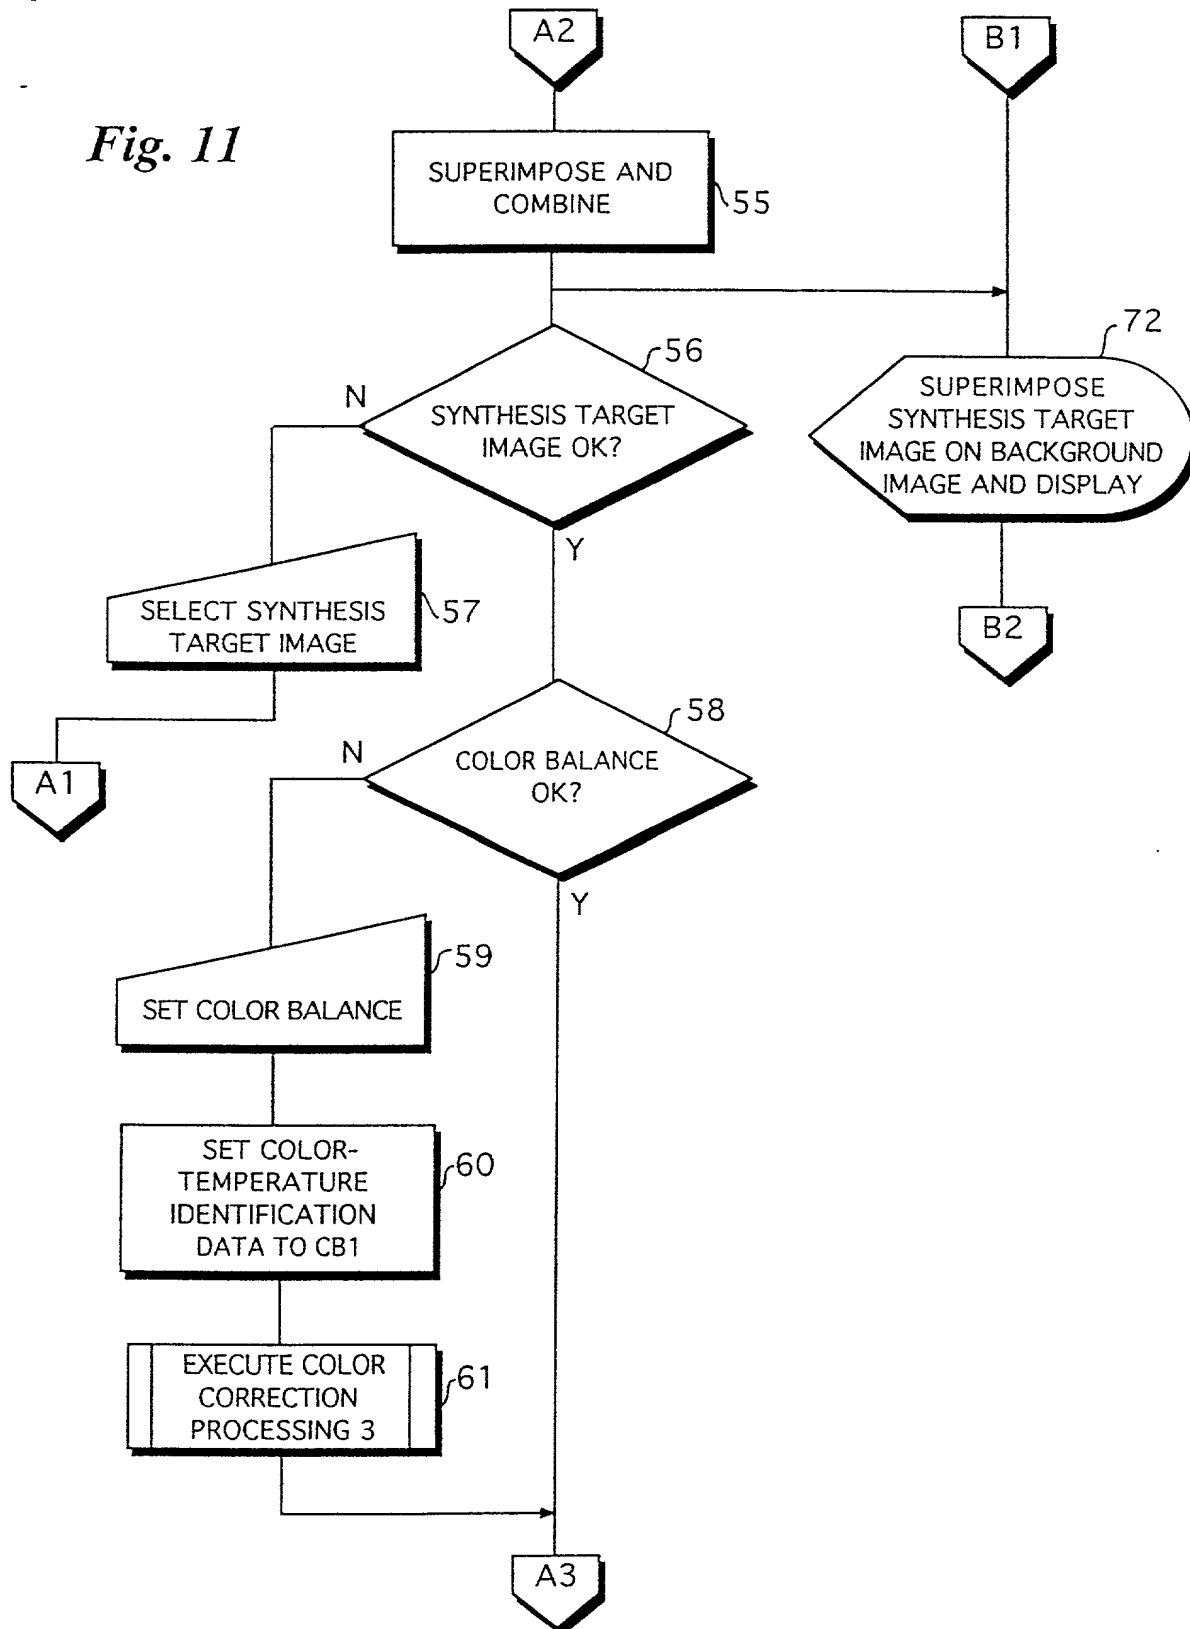 A2
B1
Fig. 11
SUPERIMPOSE AND
COMBINE
55
56
N
SYNTHESIS TARGET
IMAGE OK?
Y
72
SUPERIMPOSE
SYNTHESIS TARGET
IMAGE ON BACKGROUND
IMAGE AND DISPLAY
B2
57
SELECT SYNTHESIS
TARGET IMAGE
A1
58
N
COLOR BALANCE
OK?
Y
59
SET COLOR BALANCE
60
SET COLOR-
TEMPERATURE
IDENTIFICATION
DATA TO CB1
61
EXECUTE COLOR
CORRECTION
PROCESSING 3
A3